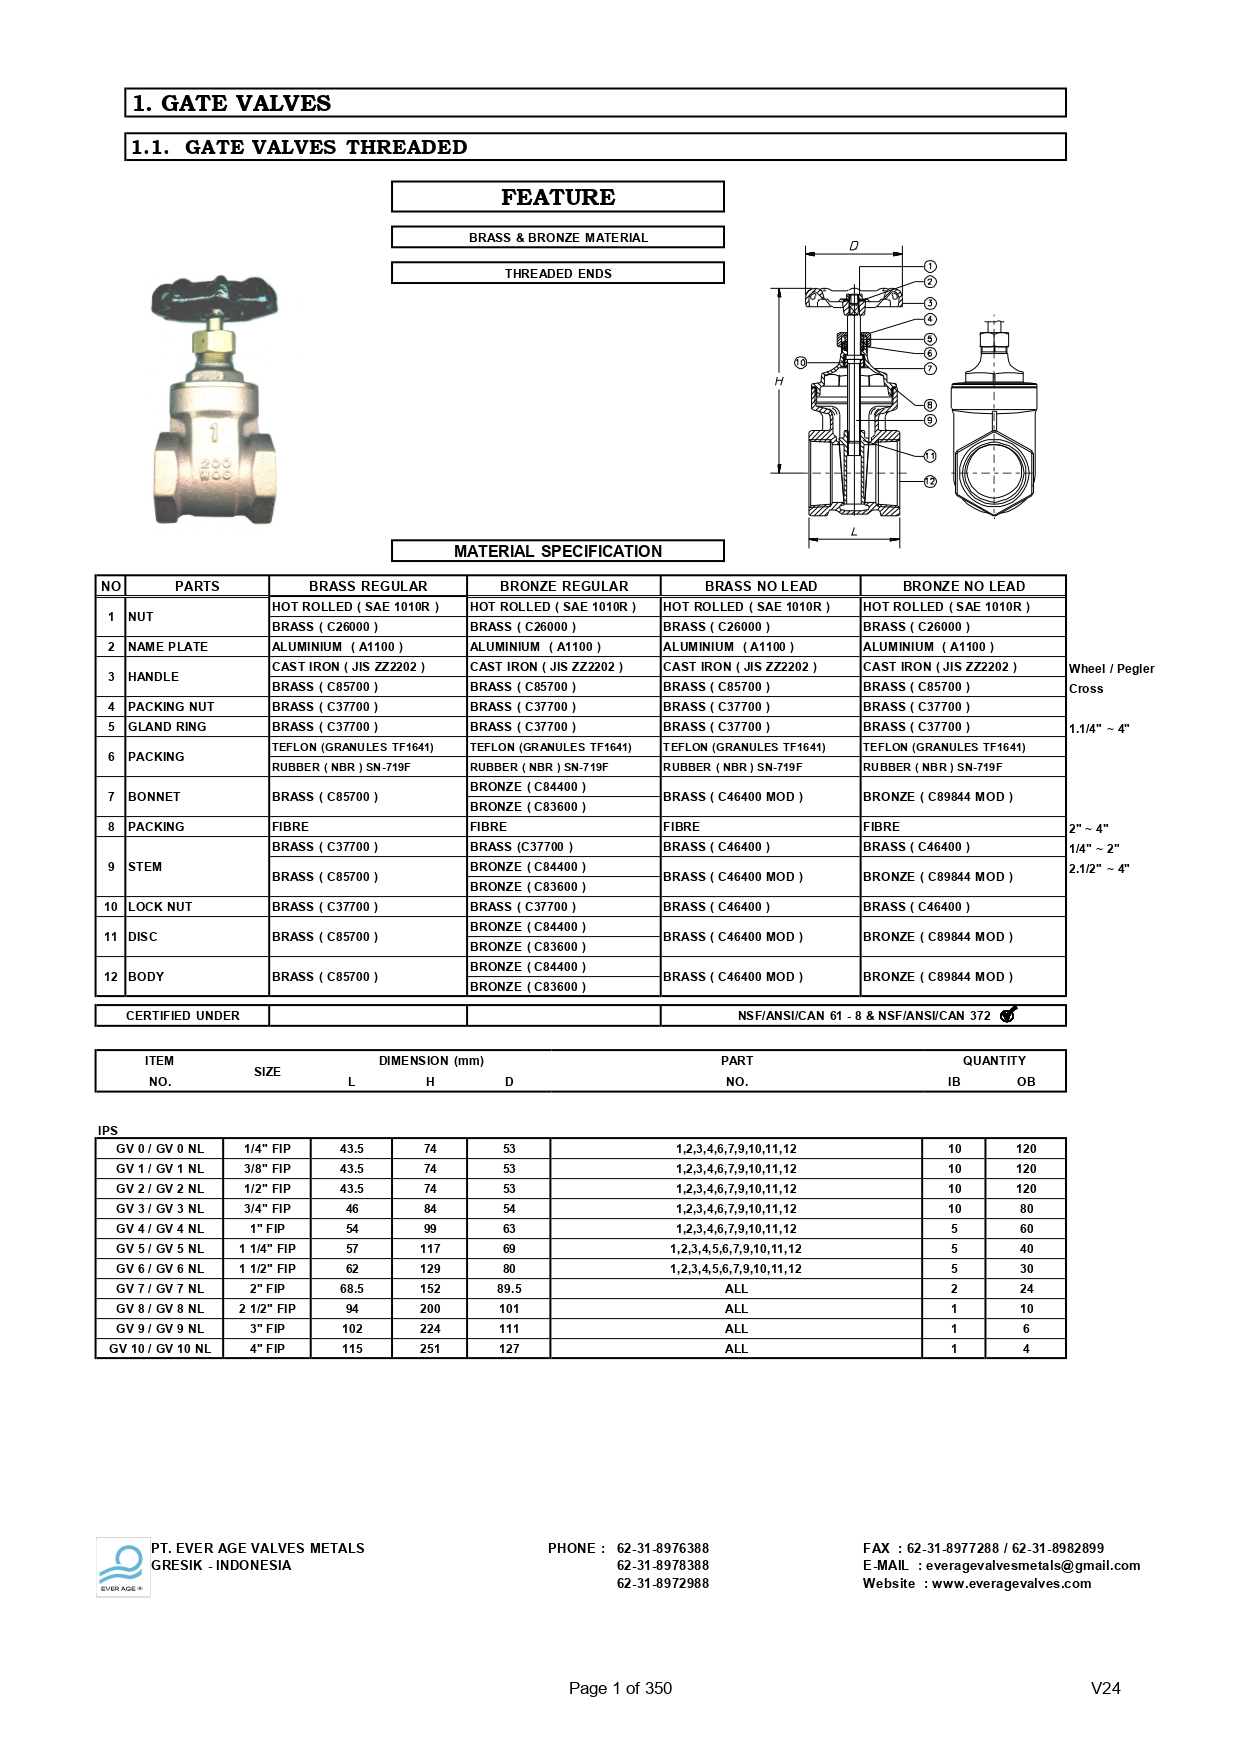 1. GATE VALVES
1.1. GATE VALVES THREADED
FEATURE
BRASS & BRONZE MATERIAL
THREADED ENDS
1
200
WOG
D
H
L
1
2
3
4
5
6
7
8
9
10
11
12
MATERIAL SPECIFICATION
NO PARTS BRASS REGULAR BRONZE REGULAR BRASS NO LEAD BRONZE NO LEAD
1 NUT HOT ROLLED ( SAE 1010R ) HOT ROLLED ( SAE 1010R ) HOT ROLLED ( SAE 1010R ) HOT ROLLED ( SAE 1010R )
BRASS ( C26000 ) BRASS ( C26000 ) BRASS ( C26000 ) BRASS ( C26000 )
2 NAME PLATE ALUMINIUM ( A1100 ) ALUMINIUM ( A1100 ) ALUMINIUM ( A1100 ) ALUMINIUM ( A1100 )
3 HANDLE CAST IRON ( JIS ZZ2202 ) CAST IRON ( JIS ZZ2202 ) CAST IRON ( JIS ZZ2202 ) CAST IRON ( JIS ZZ2202 ) Wheel / Pegler
BRASS ( C85700 ) BRASS ( C85700 ) BRASS ( C85700 ) BRASS ( C85700 ) Cross
4 PACKING NUT BRASS ( C37700 ) BRASS ( C37700 ) BRASS ( C37700 ) BRASS ( C37700 )
5 GLAND RING BRASS ( C37700 ) BRASS ( C37700 ) BRASS ( C37700 ) BRASS ( C37700 ) 1.1/4" ~ 4"
6 PACKING TEFLON (GRANULES TF1641) TEFLON (GRANULES TF1641) TEFLON (GRANULES TF1641) TEFLON (GRANULES TF1641)
RUBBER ( NBR ) SN-719F RUBBER ( NBR ) SN-719F RUBBER ( NBR ) SN-719F RUBBER ( NBR ) SN-719F
7 BONNET BRASS ( C85700 ) BRONZE ( C84400 ) BRASS ( C46400 MOD ) BRONZE ( C89844 MOD )
BRONZE ( C83600 )
8 PACKING FIBRE FIBRE FIBRE FIBRE 2" ~ 4"
9 STEM BRASS ( C37700 ) BRASS (C37700 ) BRASS ( C46400 ) BRASS ( C46400 ) 1/4" ~ 2"
BRASS ( C85700 ) BRONZE ( C84400 ) BRASS ( C46400 MOD ) BRONZE ( C89844 MOD ) 2.1/2" ~ 4"
BRONZE ( C83600 )
10 LOCK NUT BRASS ( C37700 ) BRASS ( C37700 ) BRASS ( C46400 ) BRASS ( C46400 )
11 DISC BRASS ( C85700 ) BRONZE ( C84400 ) BRASS ( C46400 MOD ) BRONZE ( C89844 MOD )
BRONZE ( C83600 )
12 BODY BRASS ( C85700 ) BRONZE ( C84400 ) BRASS ( C46400 MOD ) BRONZE ( C89844 MOD )
BRONZE ( C83600 )
CERTIFIED UNDER NSF/ANSI/CAN 61 - 8 & NSF/ANSI/CAN 372
ITEM SIZE DIMENSION (mm) PART QUANTITY
NO. L H D NO. IB OB
IPS
GV 0 / GV 0 NL 1/4" FIP 43.5 74 53 1,2,3,4,6,7,9,10,11,12 10 120
GV 1 / GV 1 NL 3/8" FIP 43.5 74 53 1,2,3,4,6,7,9,10,11,12 10 120
GV 2 / GV 2 NL 1/2" FIP 43.5 74 53 1,2,3,4,6,7,9,10,11,12 10 120
GV 3 / GV 3 NL 3/4" FIP 46 84 54 1,2,3,4,6,7,9,10,11,12 10 80
GV 4 / GV 4 NL 1" FIP 54 99 63 1,2,3,4,6,7,9,10,11,12 5 60
GV 5 / GV 5 NL 1 1/4" FIP 57 117 69 1,2,3,4,5,6,7,9,10,11,12 5 40
GV 6 / GV 6 NL 1 1/2" FIP 62 129 80 1,2,3,4,5,6,7,9,10,11,12 5 30
GV 7 / GV 7 NL 2" FIP 68.5 152 89.5 ALL 2 24
GV 8 / GV 8 NL 2 1/2" FIP 94 200 101 ALL 1 10
GV 9 / GV 9 NL 3" FIP 102 224 111 ALL 1 6
GV 10 / GV 10 NL 4" FIP 115 251 127 ALL 1 4
EVER AGE ®
PT. EVER AGE VALVES METALS PHONE : 62-31-8976388 FAX : 62-31-8977288 / 62-31-8982899
GRESIK - INDONESIA 62-31-8978388 E-MAIL : everagevalvesmetals@gmail.com
62-31-8972988 Website : www.everagevalves.com
Page 1 of 350 V24